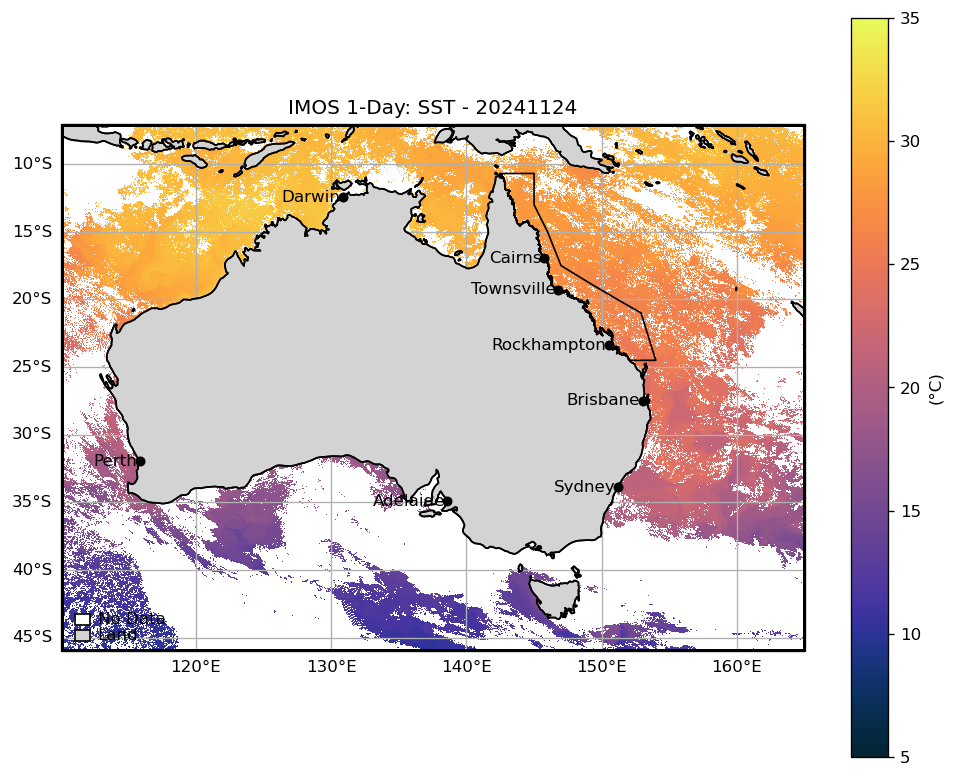 IMOS 1-Day: SST - 20241124
35
30
25
20
15
10
5
(°C)
10°S
15°S
20°S
25°S
30°S
35°S
40°S
45°S
120°E
130°E
140°E
150°E
160°E
Darwin
Cairns
Townsville
Rockhampton
Brisbane
Perth
Sydney
Adelaide
No Data
Land